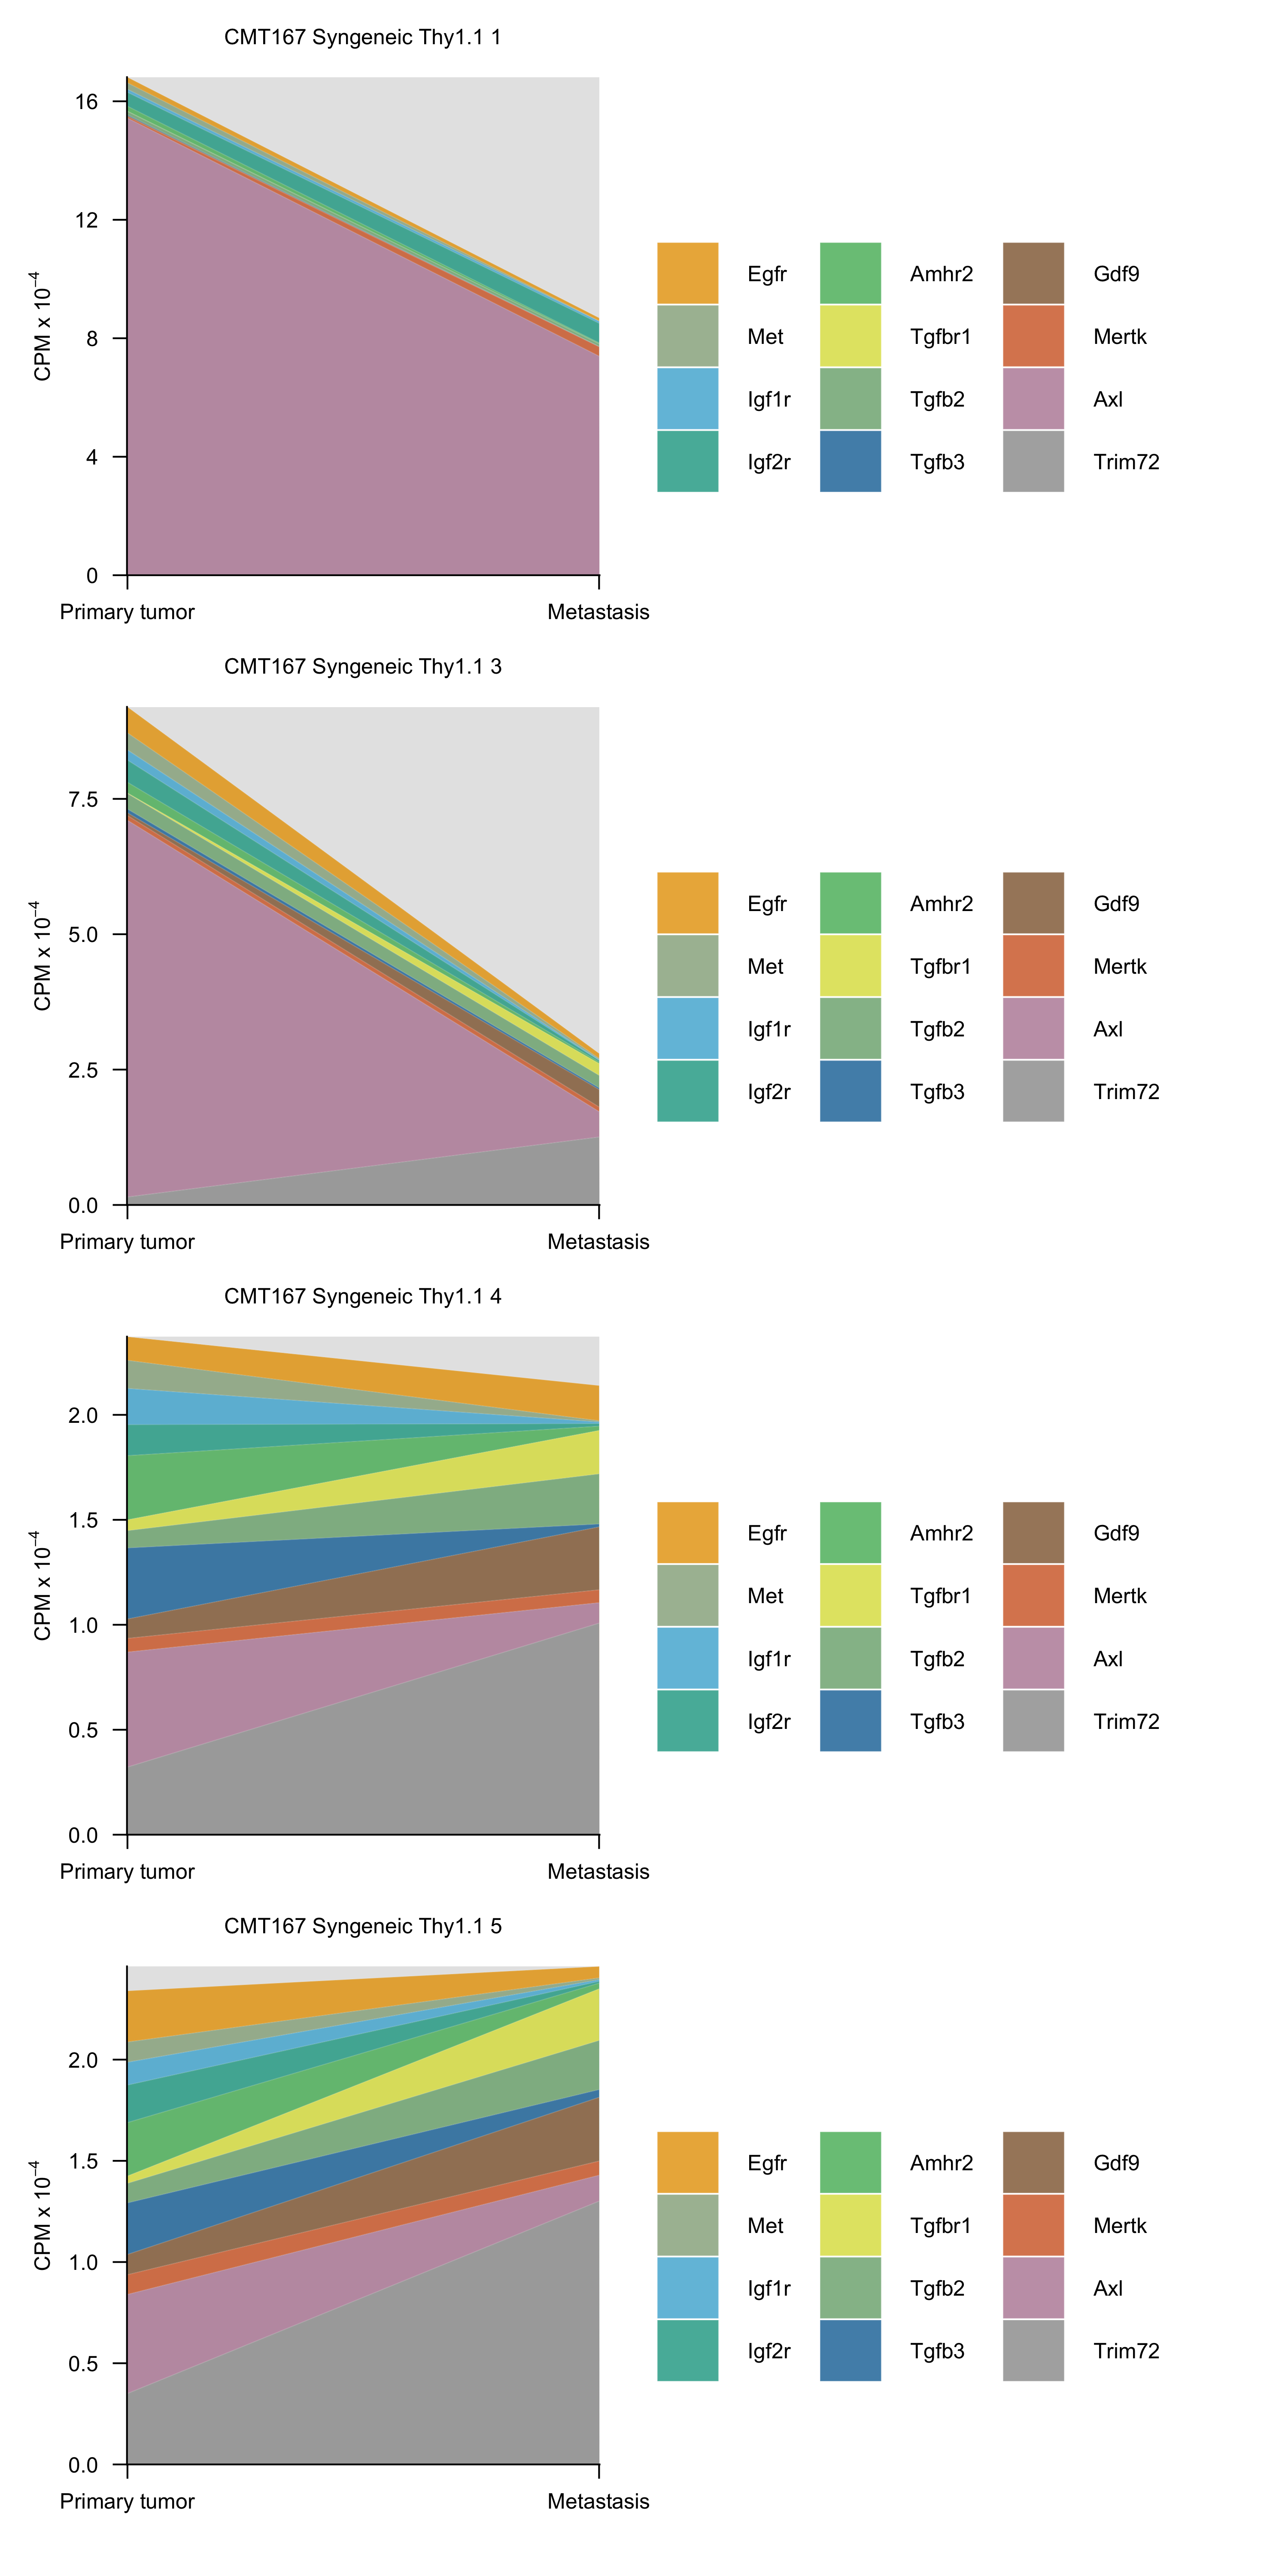 CMT167 Syngeneic Thy1.1 1
16
12
8
4
0
CPM x 10⁻⁴
Primary tumor Metastasis
Egfr Amhr2 Gdf9
Met Tgfbr1 Mertk
Igf1r Tgfb2 Axl
Igf2r Tgfb3 Trim72
CMT167 Syngeneic Thy1.1 3
7.5
5.0
2.5
0.0
CPM x 10⁻⁴
Primary tumor Metastasis
Egfr Amhr2 Gdf9
Met Tgfbr1 Mertk
Igf1r Tgfb2 Axl
Igf2r Tgfb3 Trim72
CMT167 Syngeneic Thy1.1 4
2.0
1.5
1.0
0.5
0.0
CPM x 10⁻⁴
Primary tumor Metastasis
Egfr Amhr2 Gdf9
Met Tgfbr1 Mertk
Igf1r Tgfb2 Axl
Igf2r Tgfb3 Trim72
CMT167 Syngeneic Thy1.1 5
2.0
1.5
1.0
0.5
0.0
CPM x 10⁻⁴
Primary tumor Metastasis
Egfr Amhr2 Gdf9
Met Tgfbr1 Mertk
Igf1r Tgfb2 Axl
Igf2r Tgfb3 Trim72